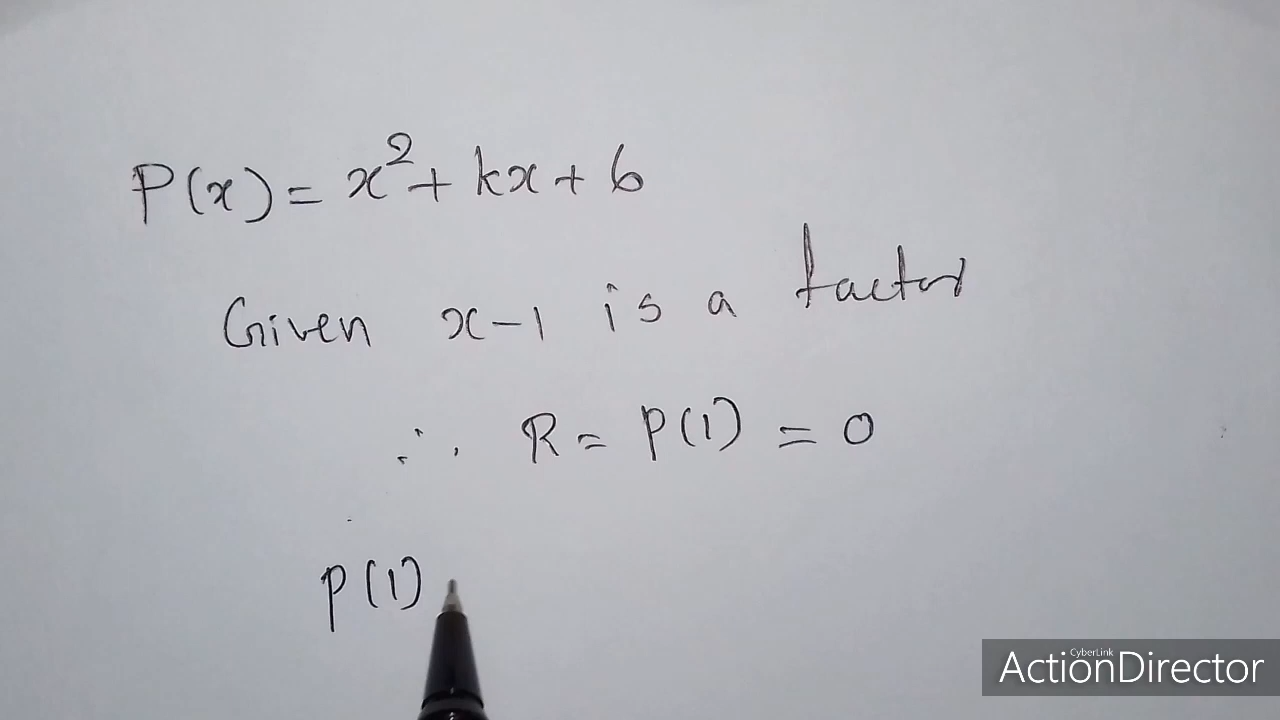 P(x) = x² + kx + 6
Given x-1 is a factor
∴ R = P(1) = 0
P(1)
CyberLink
ActionDirector